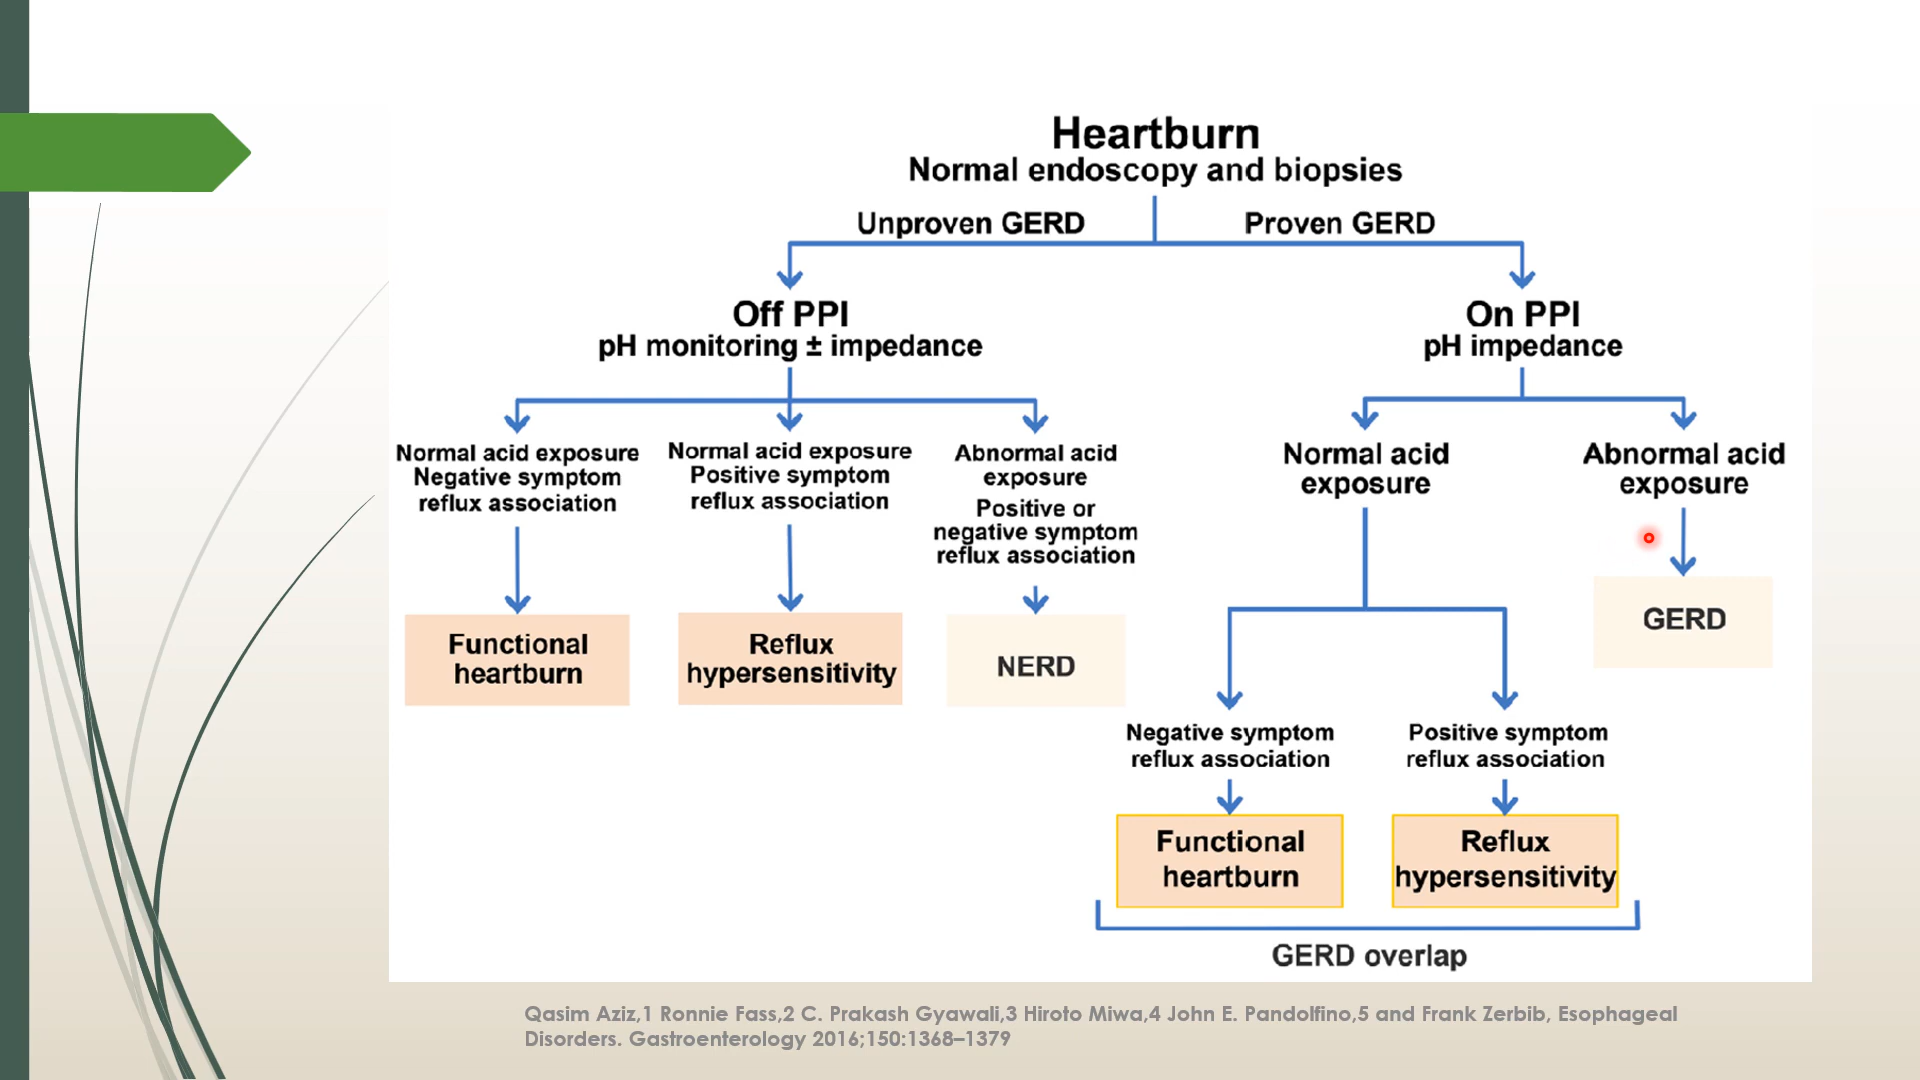 Heartburn
Normal endoscopy and biopsies
Unproven GERD
Proven GERD
Off PPI
pH monitoring ± impedance
On PPI
pH impedance
Normal acid exposure
Negative symptom
reflux association
Normal acid exposure
Positive symptom
reflux association
Abnormal acid
exposure
Positive or
negative symptom
reflux association
Normal acid
exposure
Abnormal acid
exposure
Functional
heartburn
Reflux
hypersensitivity
NERD
GERD
Negative symptom
reflux association
Positive symptom
reflux association
Functional
heartburn
Reflux
hypersensitivity
GERD overlap
Qasim Aziz,1 Ronnie Fass,2 C. Prakash Gyawali,3 Hiroto Miwa,4 John E. Pandolfino,5 and Frank Zerbib, Esophageal
Disorders. Gastroenterology 2016;150:1368–1379